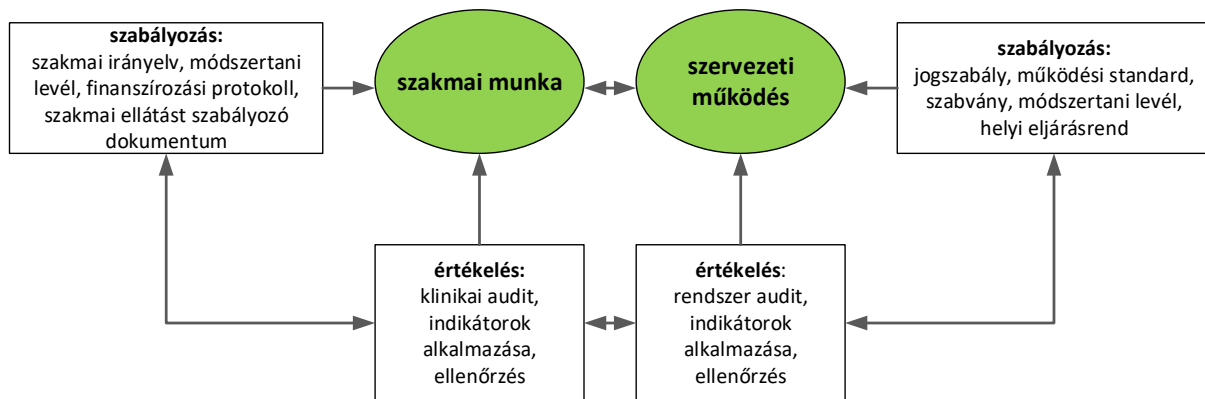 szabályozás:
szakmai irányelv, módszertani
levél, finanszírozási protokoll,
szakmai ellátást szabályozó
dokumentum
szakmai munka
szervezeti
működés
szabályozás:
jogszabály, működési standard,
szabvány, módszertani levél,
helyi eljárásrend
értékelés:
klinikai audit,
indikátorok
alkalmazása,
ellenőrzés
értékelés:
rendszer audit,
indikátorok
alkalmazása,
ellenőrzés